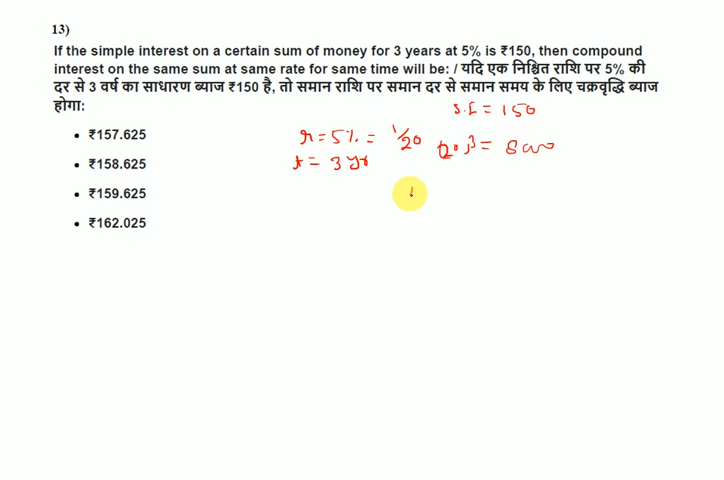 13)
If the simple interest on a certain sum of money for 3 years at 5% is ₹150, then compound
interest on the same sum at same rate for same time will be: / यदि एक निश्चित राशि पर 5% की
दर से 3 वर्ष का साधारण ब्याज ₹150 है, तो समान राशि पर समान दर से समान समय के लिए चक्रवृद्धि ब्याज
होगा:
S.I = 150
• ₹157.625
r = 5% = 1/20
(20)³ = 8000
t = 3 yr
• ₹158.625
• ₹159.625
• ₹162.025